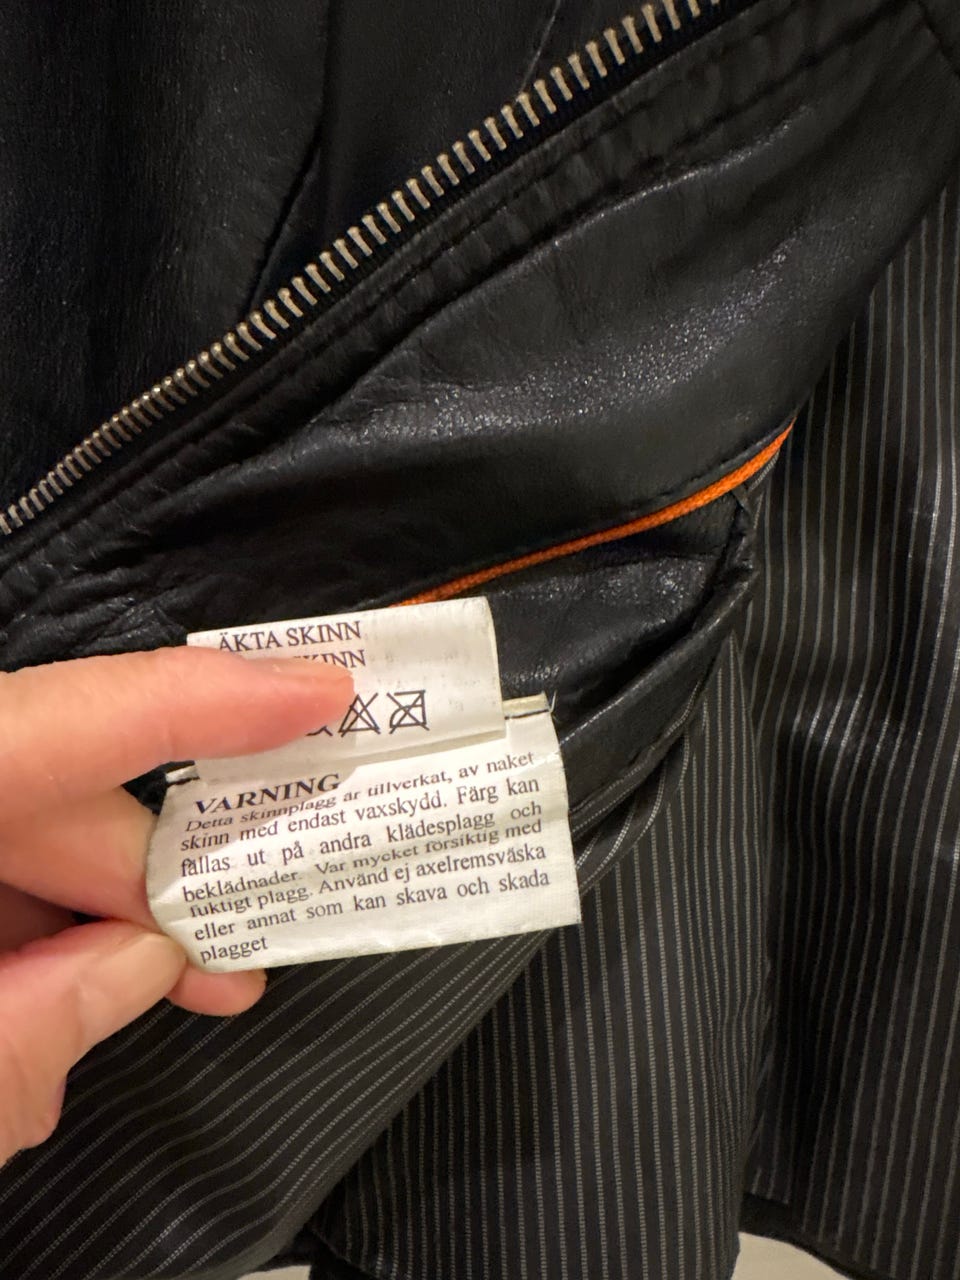 ÄKTA SKINN
SKINN
VARNING
Detta skinnplagg är tillverkat, av naket
skinn med endast vaxskydd. Färg kan
fällas ut på andra klädesplagg och
beklädnader. Var mycket försiktig med
fuktigt plagg. Använd ej axelremsväska
eller annat som kan skava och skada
plagget